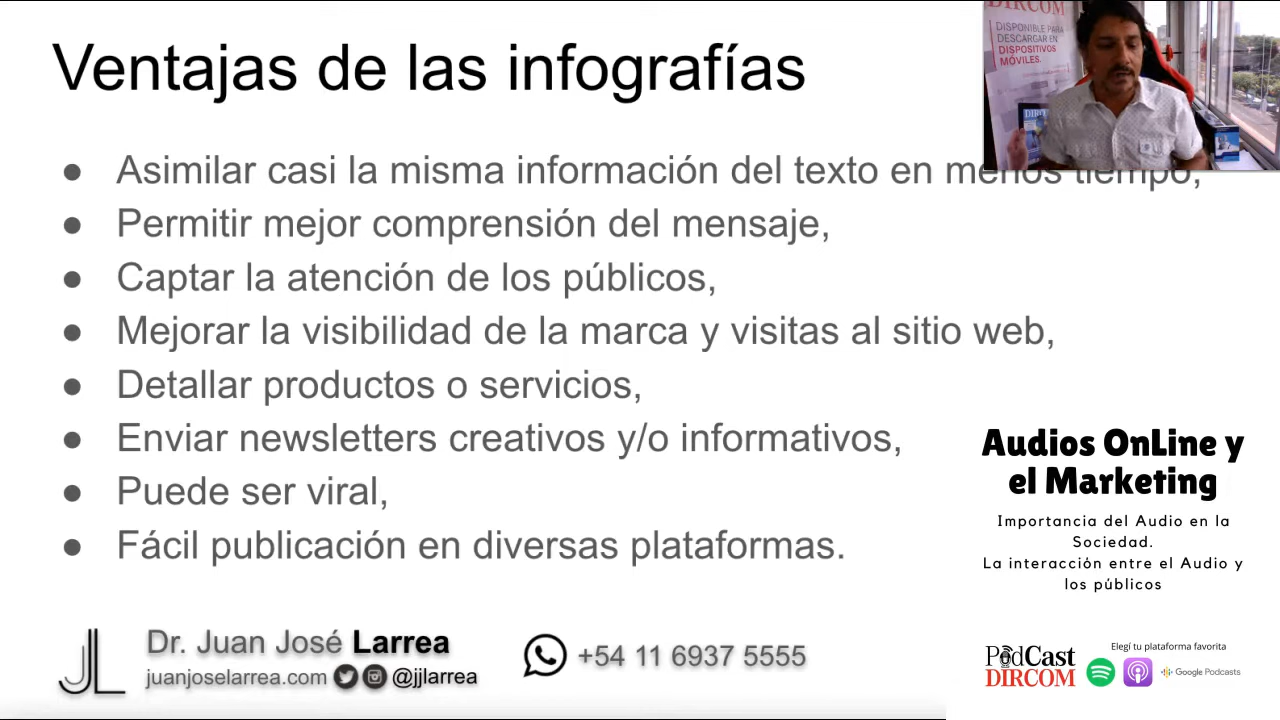 Ventajas de las infografías
DIRCOM
DISPONIBLE PARA
DESCARGAR EN
DISPOSITIVOS
MÓVILES.
● Asimilar casi la misma información del texto en menos tiempo,
● Permitir mejor comprensión del mensaje,
● Captar la atención de los públicos,
● Mejorar la visibilidad de la marca y visitas al sitio web,
● Detallar productos o servicios,
● Enviar newsletters creativos y/o informativos,
● Puede ser viral,
● Fácil publicación en diversas plataformas.
Audios OnLine y
el Marketing
Importancia del Audio en la
Sociedad.
La interacción entre el Audio y
los públicos
JL
Dr. Juan José Larrea
juanjoselarrea.com @jjlarrea
+54 11 6937 5555
PodCast
DIRCOM
Elegí tu plataforma favorita
Google Podcasts